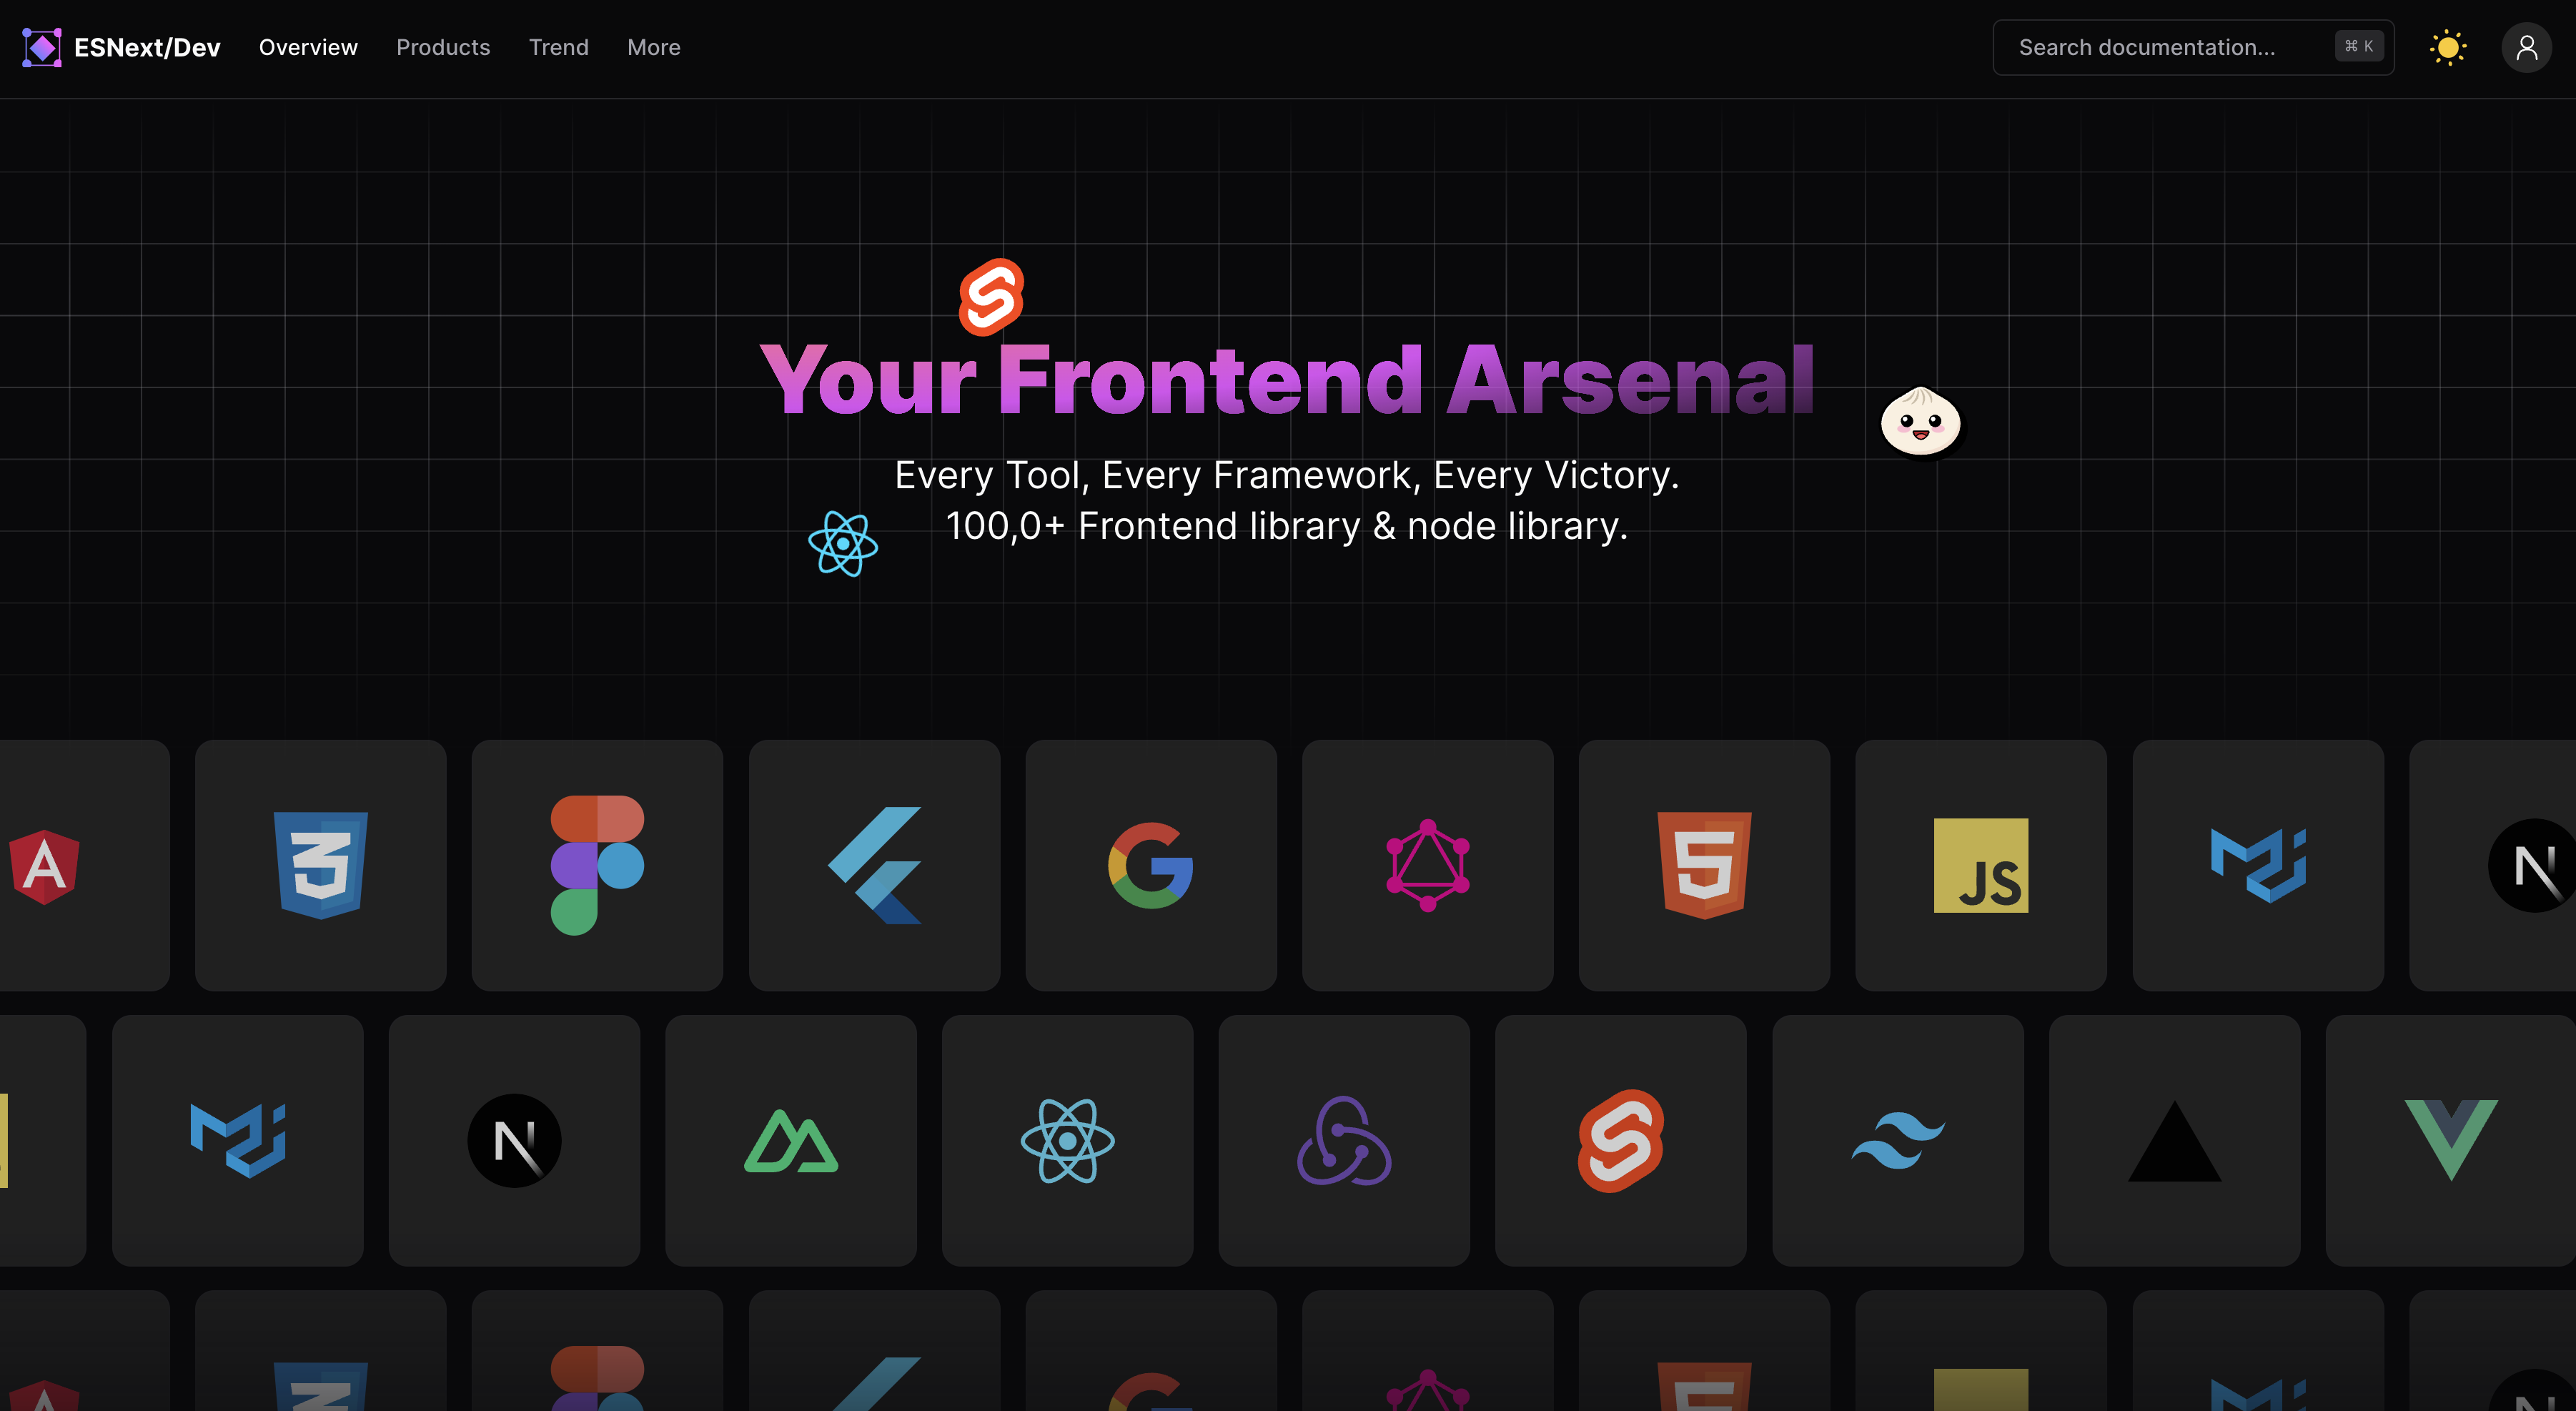 ESNext/Dev
Overview
Products
Trend
More
Search documentation...
⌘ K
Your Frontend Arsenal
Every Tool, Every Framework, Every Victory.
100,0+ Frontend library & node library.
JS